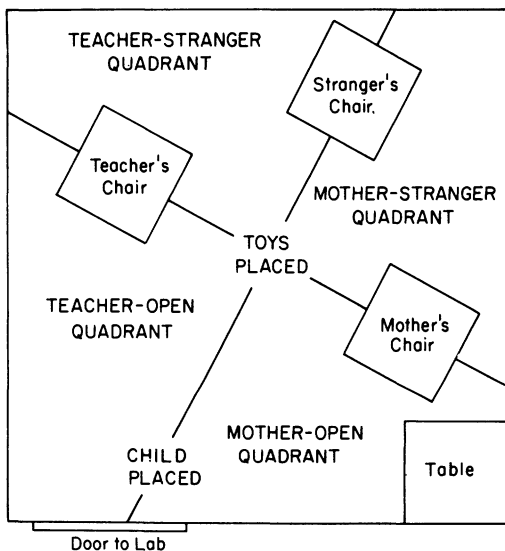 TEACHER-STRANGER
QUADRANT
Stranger's
Chair.
Teacher's
Chair
MOTHER-STRANGER
QUADRANT
TOYS
PLACED
TEACHER-OPEN
QUADRANT
Mother's
Chair
MOTHER-OPEN
QUADRANT
CHILD
PLACED
Table
Door to Lab